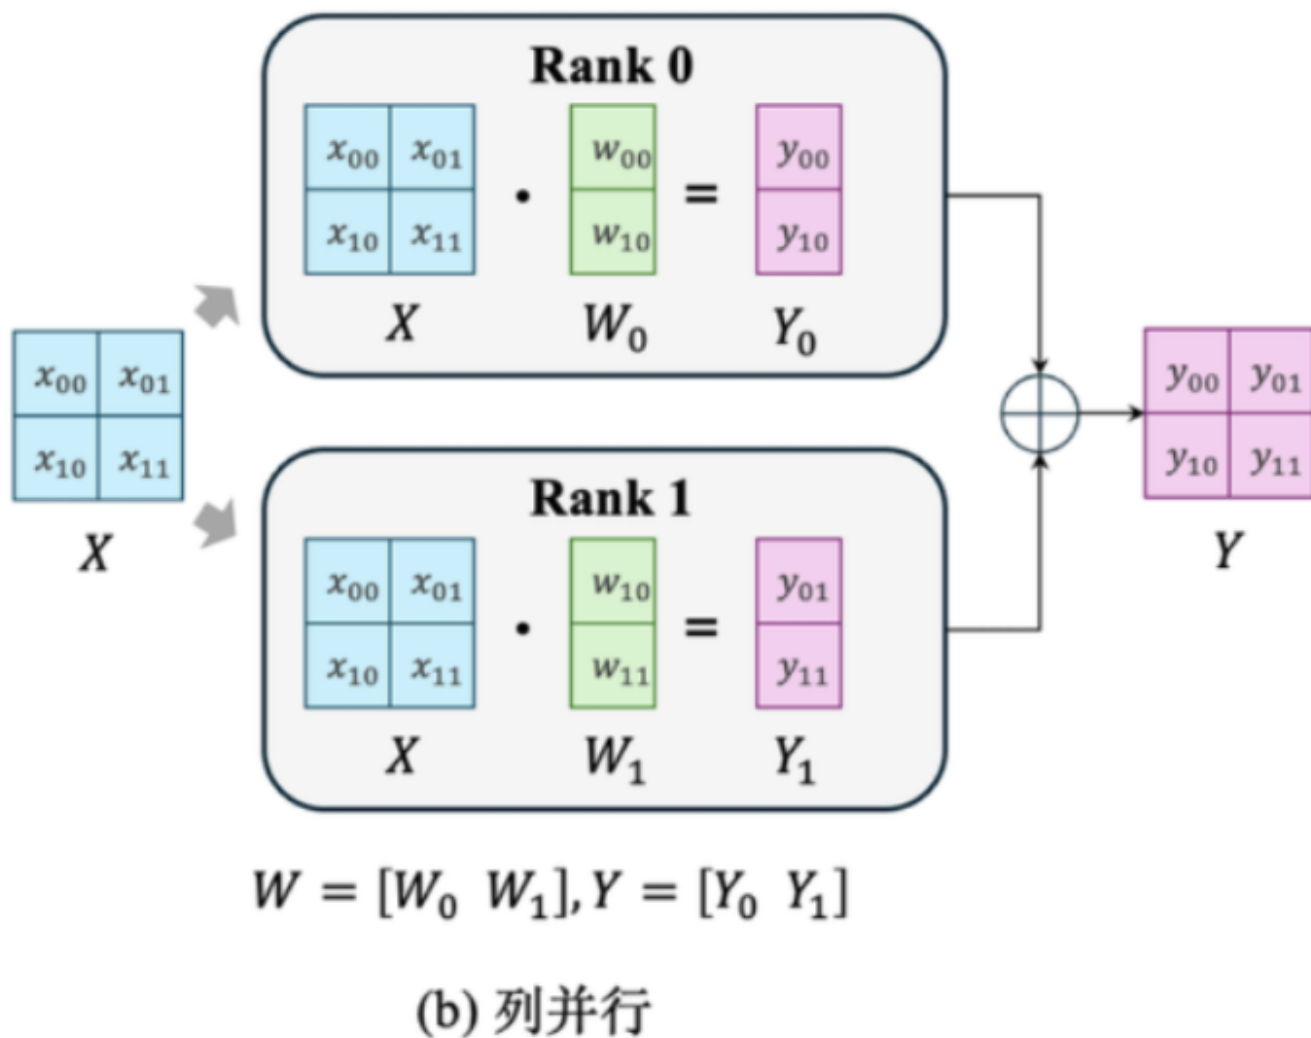 Rank 0
x₀₀ x₀₁ w₀₀ y₀₀
· =
x₁₀ x₁₁ w₁₀ y₁₀
X W₀ Y₀
x₀₀ x₀₁
x₁₀ x₁₁
X
Rank 1
x₀₀ x₀₁ w₁₀ y₀₁
· =
x₁₀ x₁₁ w₁₁ y₁₁
X W₁ Y₁
y₀₀ y₀₁
y₁₀ y₁₁
Y
W = [W₀ W₁], Y = [Y₀ Y₁]
(b) 列并行